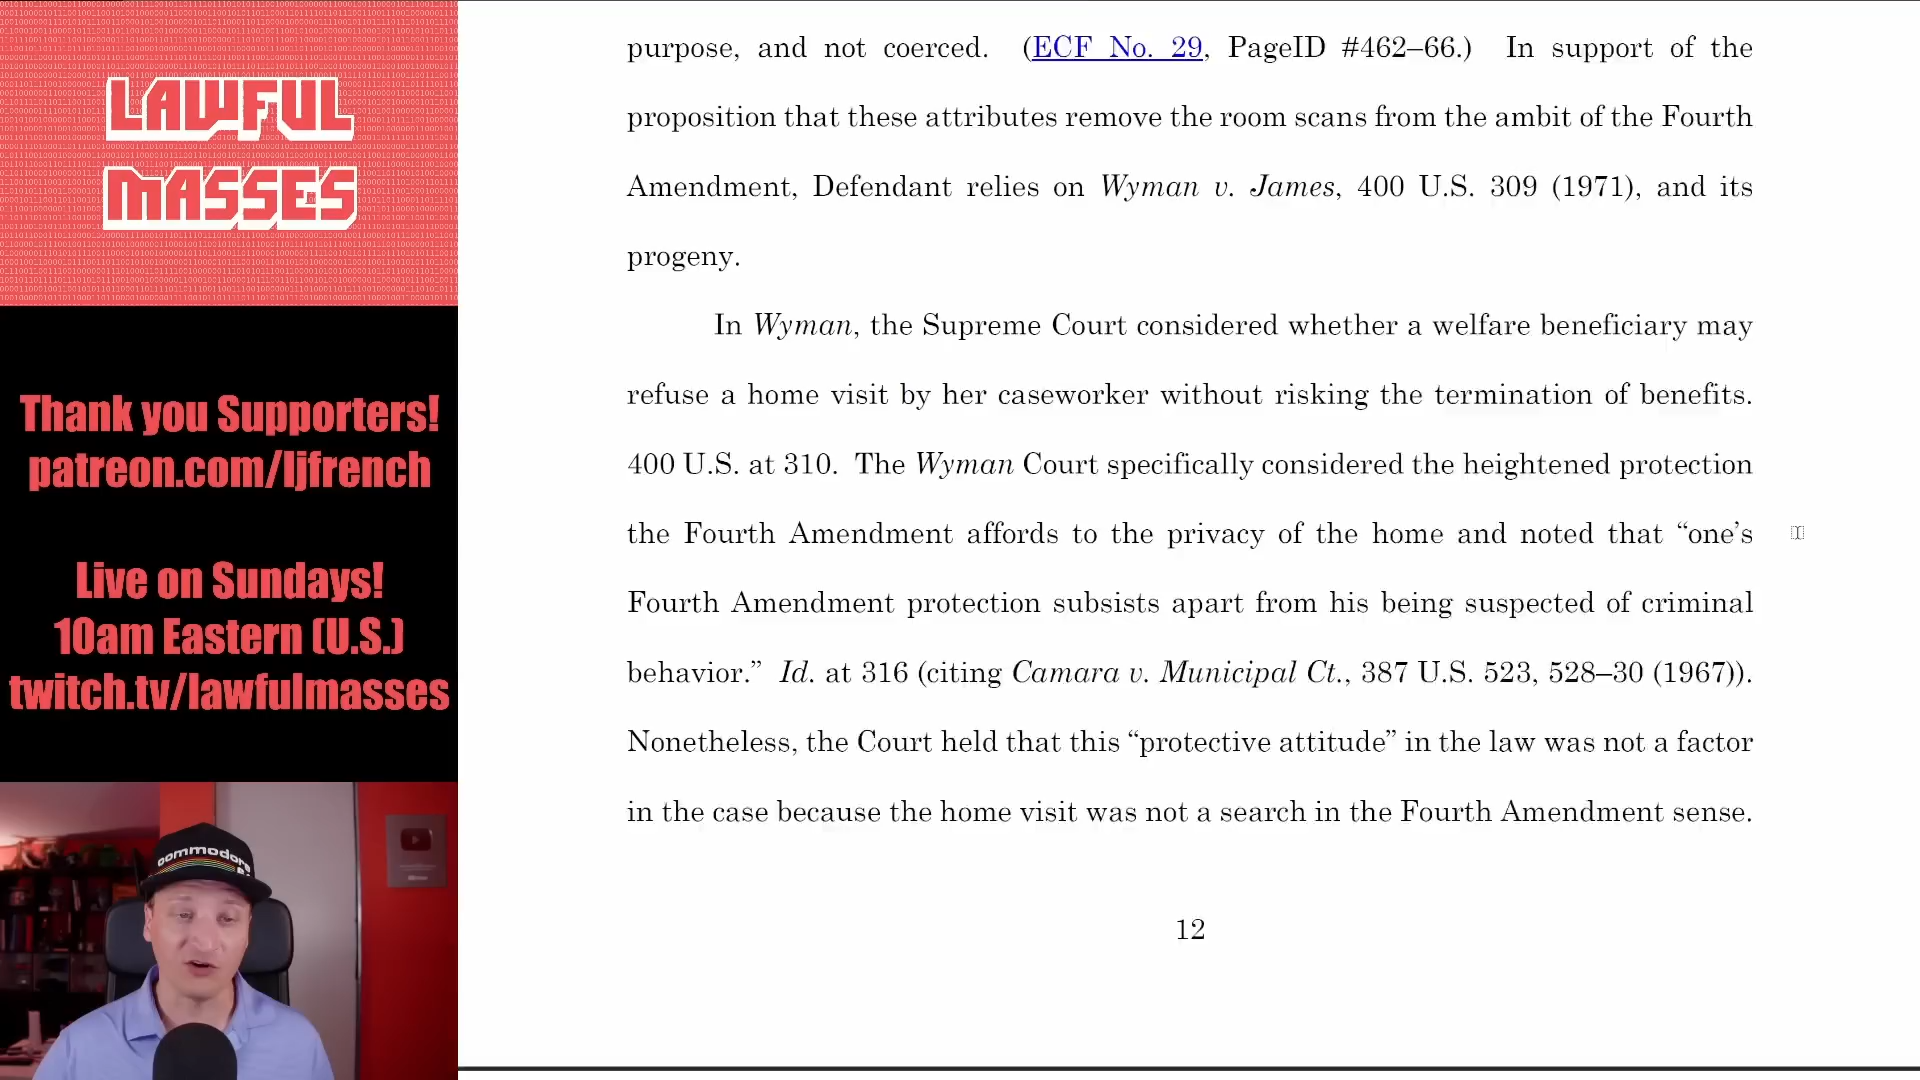 LAWFUL
MASSES
Thank you Supporters!
patreon.com/ljfrench
Live on Sundays!
10am Eastern (U.S.)
twitch.tv/lawfulmasses
commodore
purpose, and not coerced. (ECF No. 29, PageID #462–66.) In support of the
proposition that these attributes remove the room scans from the ambit of the Fourth
Amendment, Defendant relies on Wyman v. James, 400 U.S. 309 (1971), and its
progeny.
In Wyman, the Supreme Court considered whether a welfare beneficiary may
refuse a home visit by her caseworker without risking the termination of benefits.
400 U.S. at 310. The Wyman Court specifically considered the heightened protection
the Fourth Amendment affords to the privacy of the home and noted that “one’s
Fourth Amendment protection subsists apart from his being suspected of criminal
behavior.” Id. at 316 (citing Camara v. Municipal Ct., 387 U.S. 523, 528–30 (1967)).
Nonetheless, the Court held that this “protective attitude” in the law was not a factor
in the case because the home visit was not a search in the Fourth Amendment sense.
12